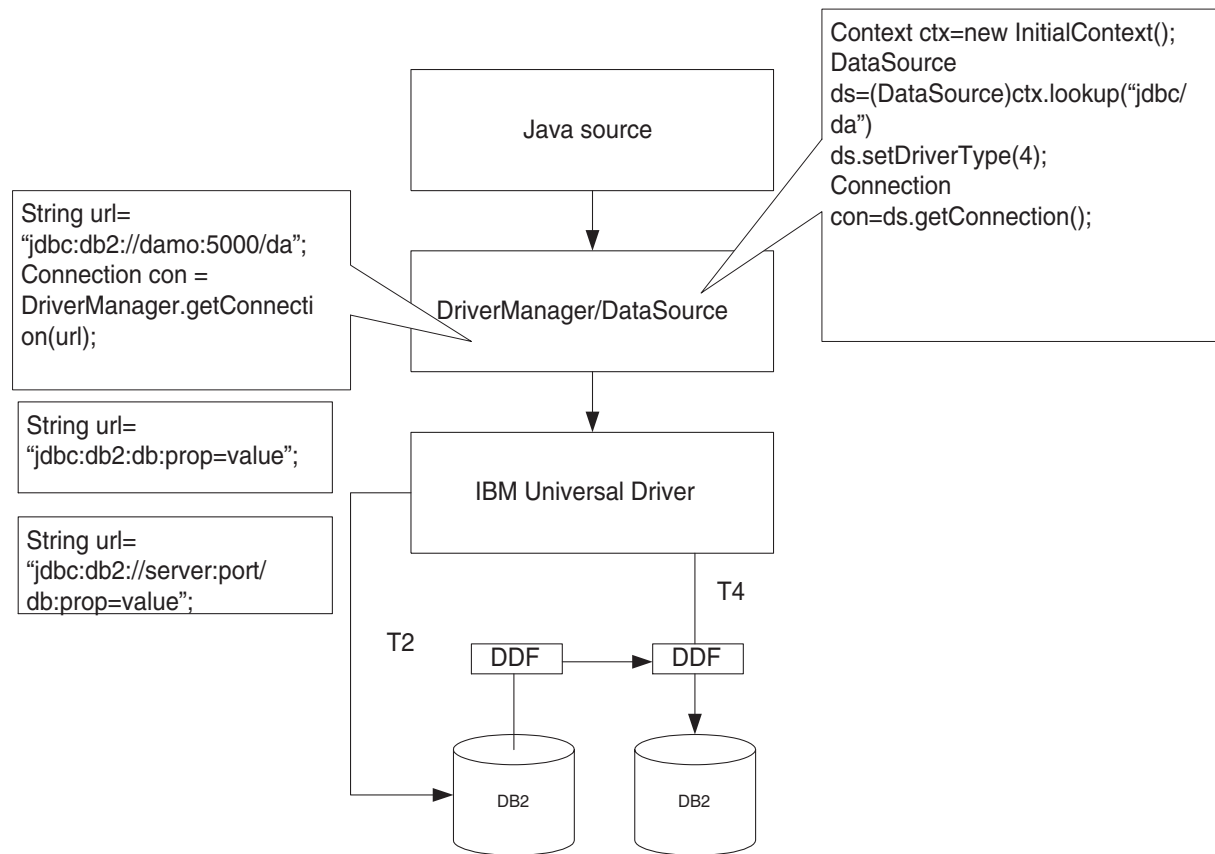 Context ctx=new InitialContext();
DataSource
ds=(DataSource)ctx.lookup(“jdbc/
da”)
ds.setDriverType(4);
Connection
con=ds.getConnection();
Java source
String url=
“jdbc:db2://damo:5000/da”;
Connection con =
DriverManager.getConnecti
on(url);
DriverManager/DataSource
String url=
“jdbc:db2:db:prop=value”;
IBM Universal Driver
String url=
“jdbc:db2://server:port/
db:prop=value”;
T4
T2
DDF
DDF
DB2
DB2